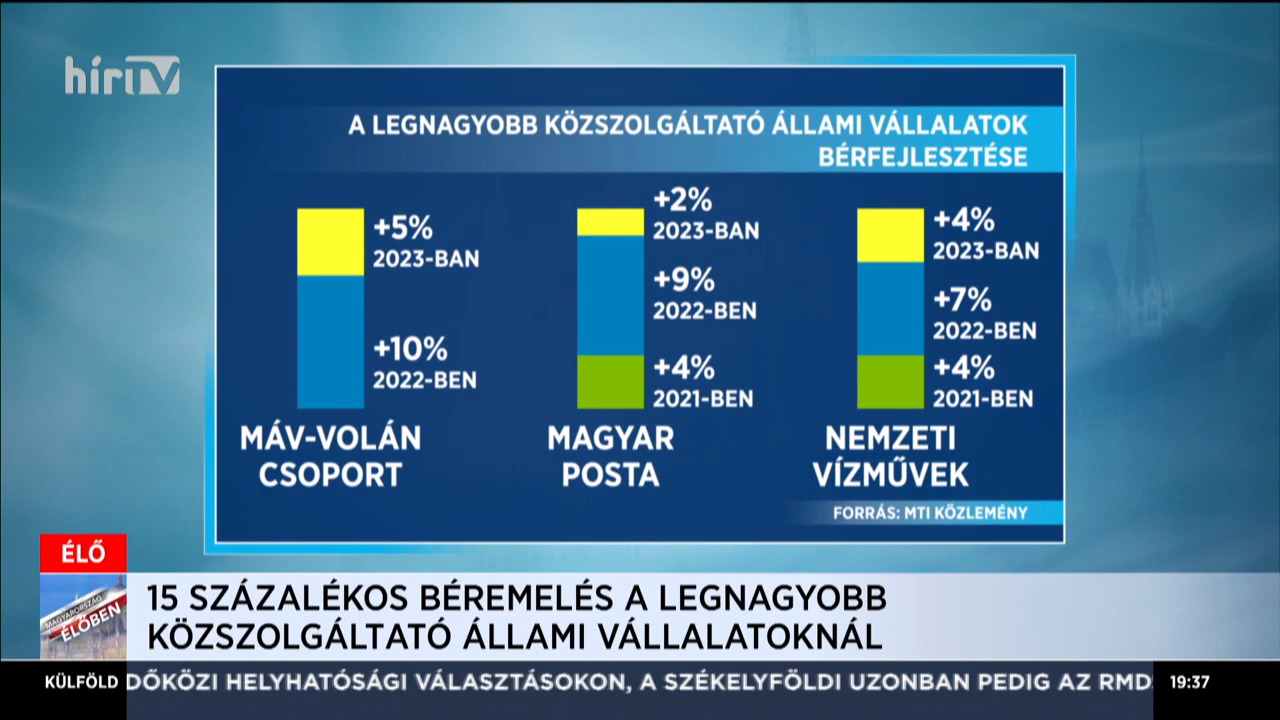 hírTV
A LEGNAGYOBB KÖZSZOLGÁLTATÓ ÁLLAMI VÁLLALATOK
BÉRFEJLESZTÉSE
+5%
2023-BAN
+10%
2022-BEN
MÁV-VOLÁN
CSOPORT
+2%
2023-BAN
+9%
2022-BEN
+4%
2021-BEN
MAGYAR
POSTA
+4%
2023-BAN
+7%
2022-BEN
+4%
2021-BEN
NEMZETI
VÍZMŰVEK
FORRÁS: MTI KÖZLEMÉNY
ÉLŐ
MAGYARORSZÁG
ÉLŐBEN
15 SZÁZALÉKOS BÉREMELÉS A LEGNAGYOBB
KÖZSZOLGÁLTATÓ ÁLLAMI VÁLLALATOKNÁL
KÜLFÖLD DŐKÖZI HELYHATÓSÁGI VÁLASZTÁSOKON, A SZÉKELYFÖLDI UZONBAN PEDIG AZ RMD 19:37